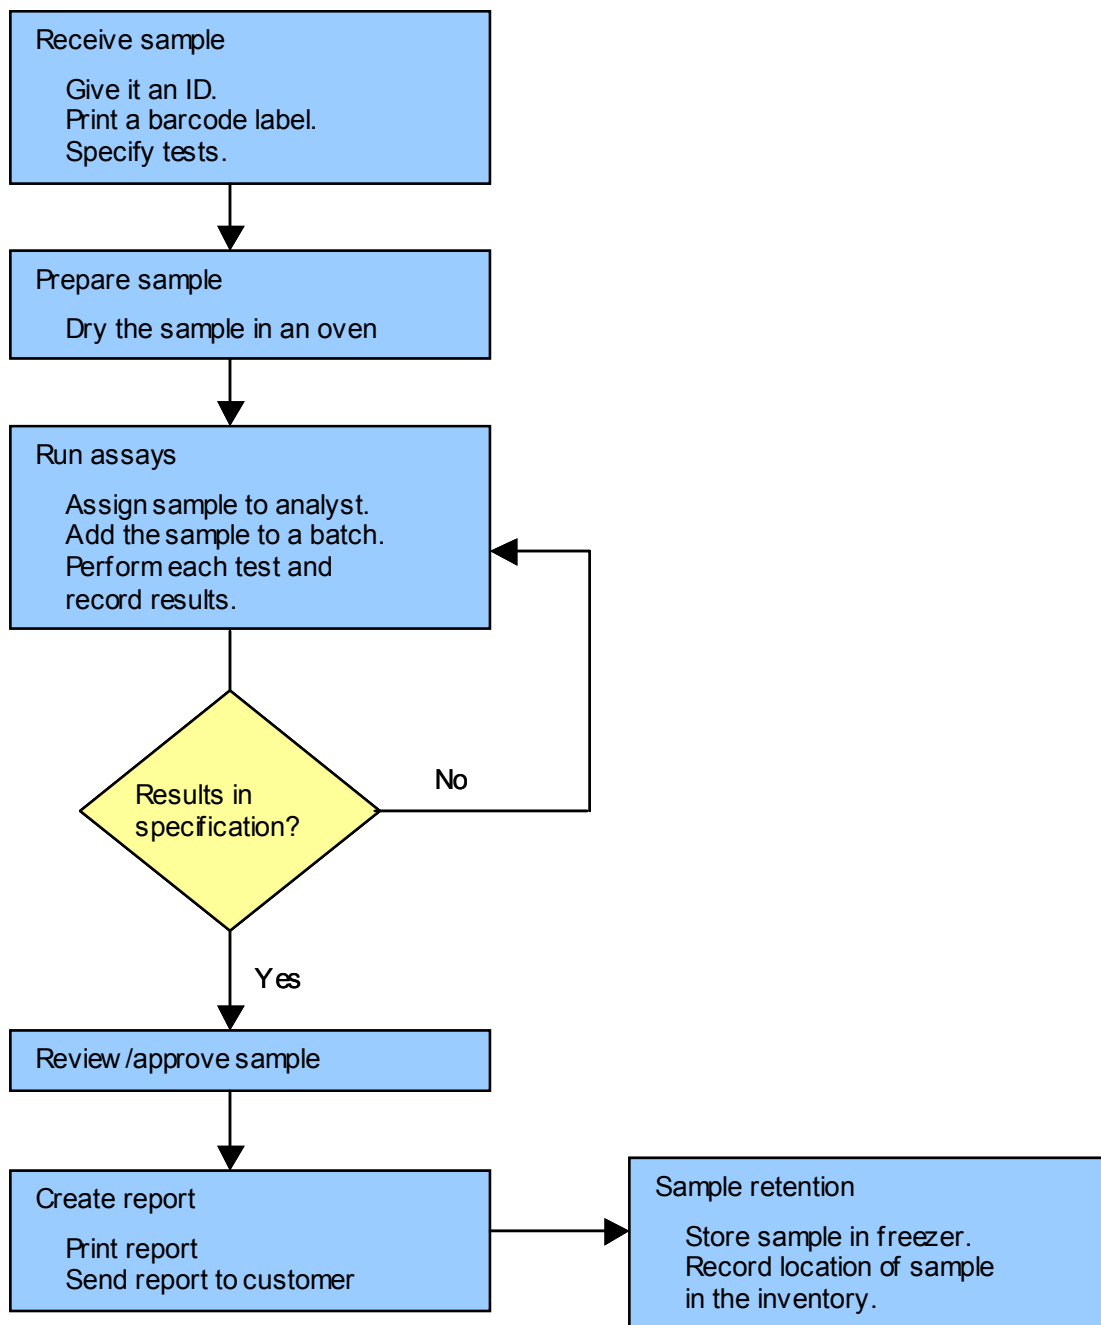 Receive sample
Give it an ID.
Print a barcode label.
Specify tests.
Prepare sample
Dry the sample in an oven
Run assays
Assign sample to analyst.
Add the sample to a batch.
Perform each test and
record results.
Results in
specification?
No
Yes
Review/approve sample
Create report
Print report
Send report to customer
Sample retention
Store sample in freezer.
Record location of sample
in the inventory.